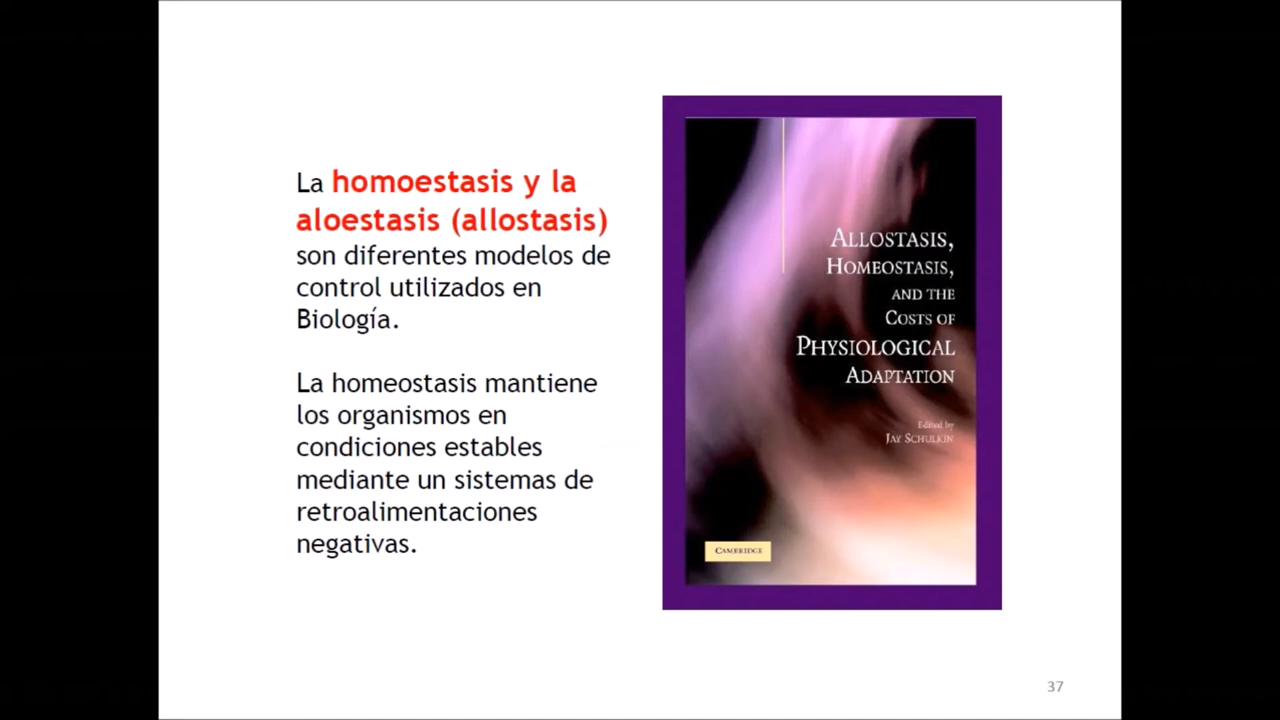 La homoestasis y la
aloestasis (allostasis)
son diferentes modelos de
control utilizados en
Biología.
La homeostasis mantiene
los organismos en
condiciones estables
mediante un sistemas de
retroalimentaciones
negativas.
ALLOSTASIS,
HOMEOSTASIS,
AND THE
COSTS OF
PHYSIOLOGICAL
ADAPTATION
Edited by
JAY SCHULKIN
CAMBRIDGE
37